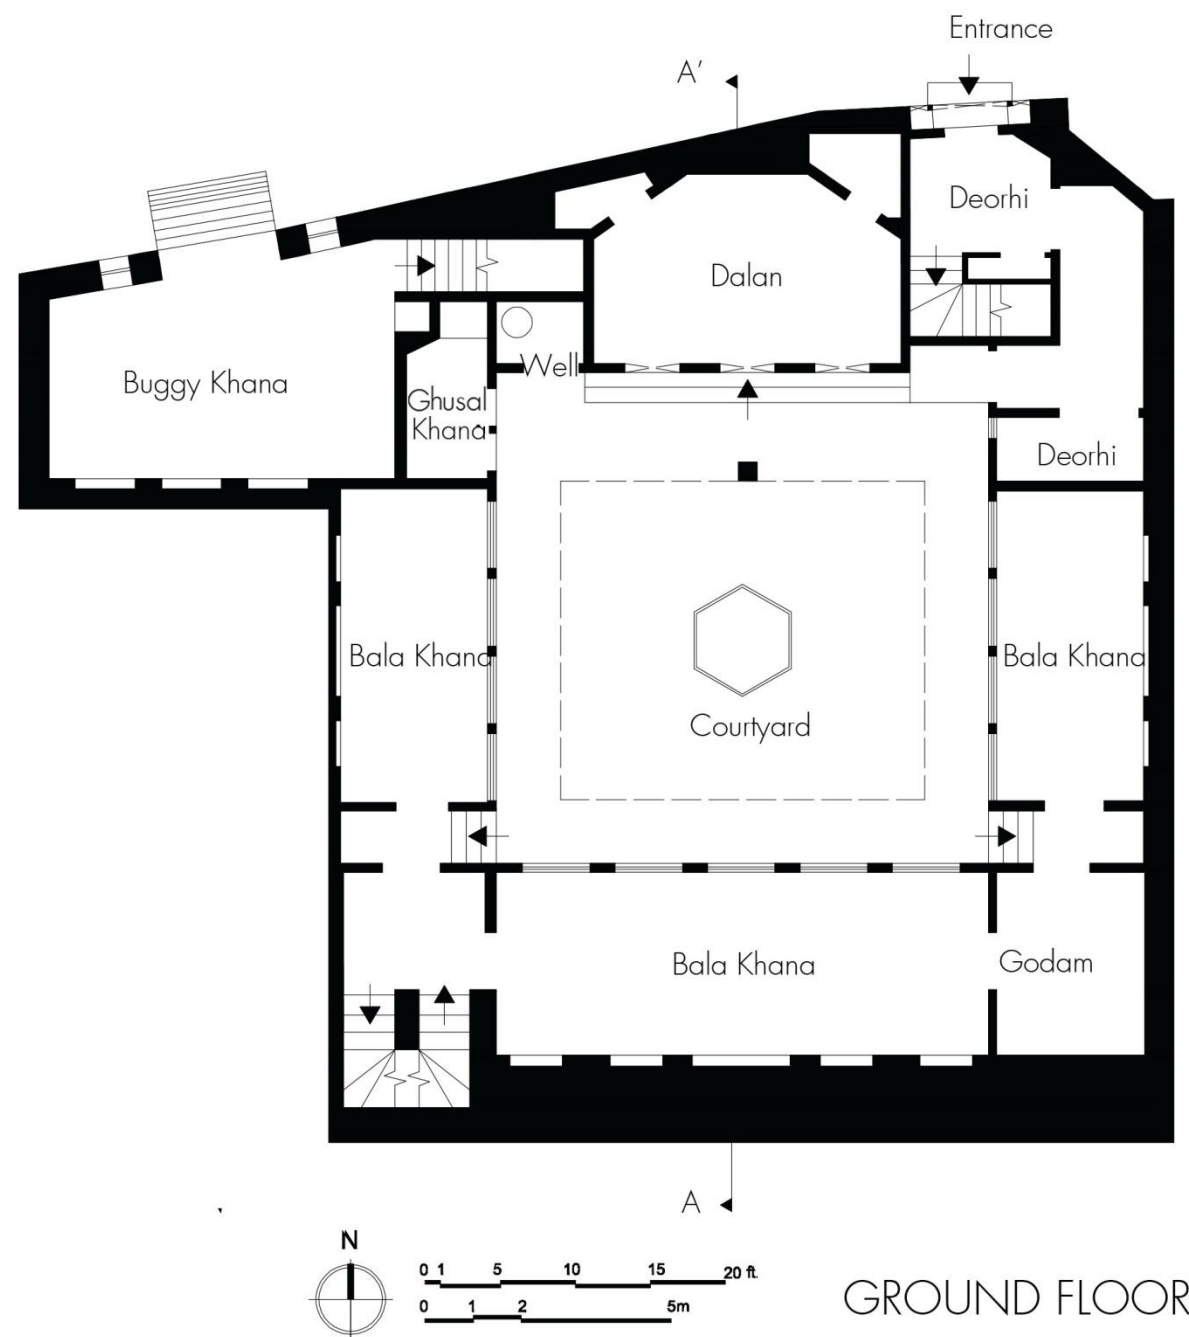 Entrance
A'
Deorhi
Dalan
Well
Buggy Khana
Ghusal
Khana
Deorhi
Bala Khana
Bala Khana
Courtyard
Bala Khana
Godam
A
N
0 1 5 10 15 20 ft.
0 1 2 5m
GROUND FLOOR